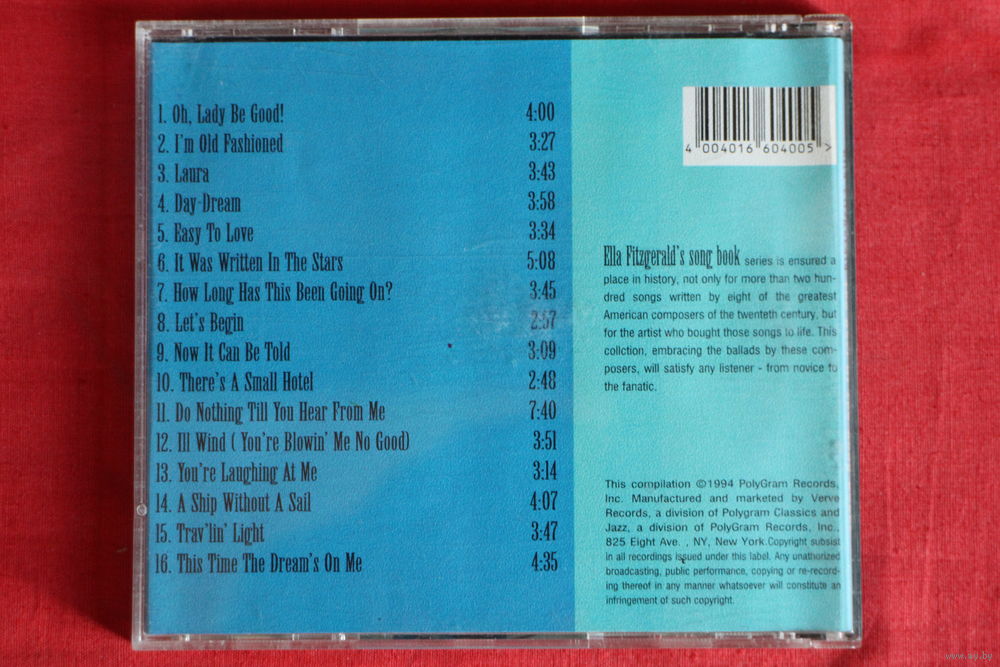 1. Oh, Lady Be Good! 4:00
2. I'm Old Fashioned 3:27
3. Laura 3:43
4. Day-Dream 3:58
5. Easy To Love 3:34
6. It Was Written In The Stars 5:08
7. How Long Has This Been Going On? 3:45
8. Let's Begin 2:57
9. Now It Can Be Told 3:09
10. There's A Small Hotel 2:48
11. Do Nothing Till You Hear From Me 7:40
12. Ill Wind ( You're Blowin' Me No Good) 3:51
13. You're Laughing At Me 3:14
14. A Ship Without A Sail 4:07
15. Trav'lin' Light 3:47
16. This Time The Dream's On Me 4:35
4 004016 604005 >
Ella Fitzgerald's song book series is ensured a
place in history, not only for more than two hun-
dred songs written by eight of the greatest
American composers of the twenteth century, but
for the artist who bought those songs to life. This
collction, embracing the ballads by these com-
posers, will satisfy any listener - from novice to
the fanatic.
This compilation ©1994 PolyGram Records,
Inc. Manufactured and marketed by Verve
Records, a division of Polygram Classics and
Jazz, a division of PolyGram Records, Inc.,
825 Eight Ave. , NY, New York.Copyright subsist
in all recordings issued under this label. Any unathorized
broadcasting, public performance, copying or re-record-
ing thereof in any manner whatsoever will constitute an
infringement of such copyright.
www.ay.by